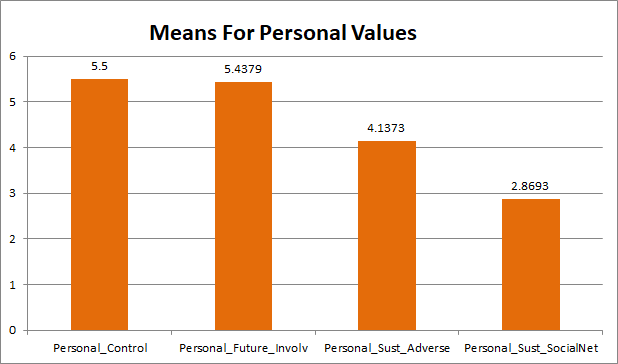 Means For Personal Values
6
5
4
3
2
1
0
5.5
5.4379
4.1373
2.8693
Personal_Control
Personal_Future_Involv
Personal_Sust_Adverse
Personal_Sust_SocialNet